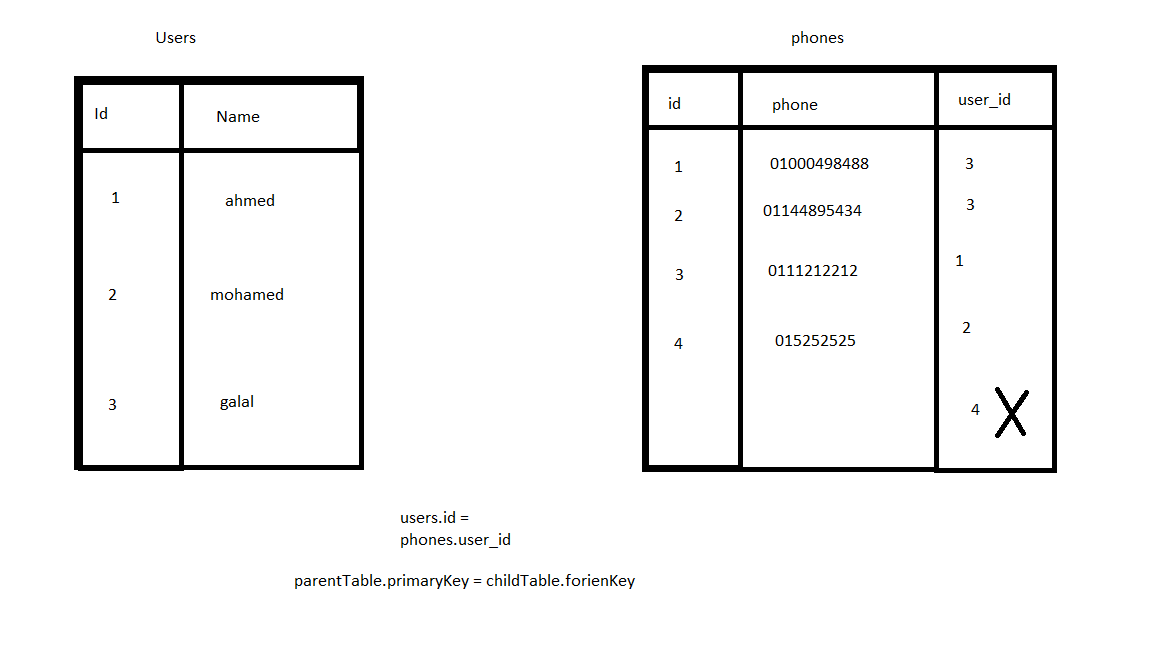 Users
Id Name
1 ahmed
2 mohamed
3 galal
phones
id phone user_id
1 01000498488 3
2 01144895434 3
3 0111212212 1
4 015252525 2
4 X
users.id =
phones.user_id
parentTable.primaryKey = childTable.forienKey